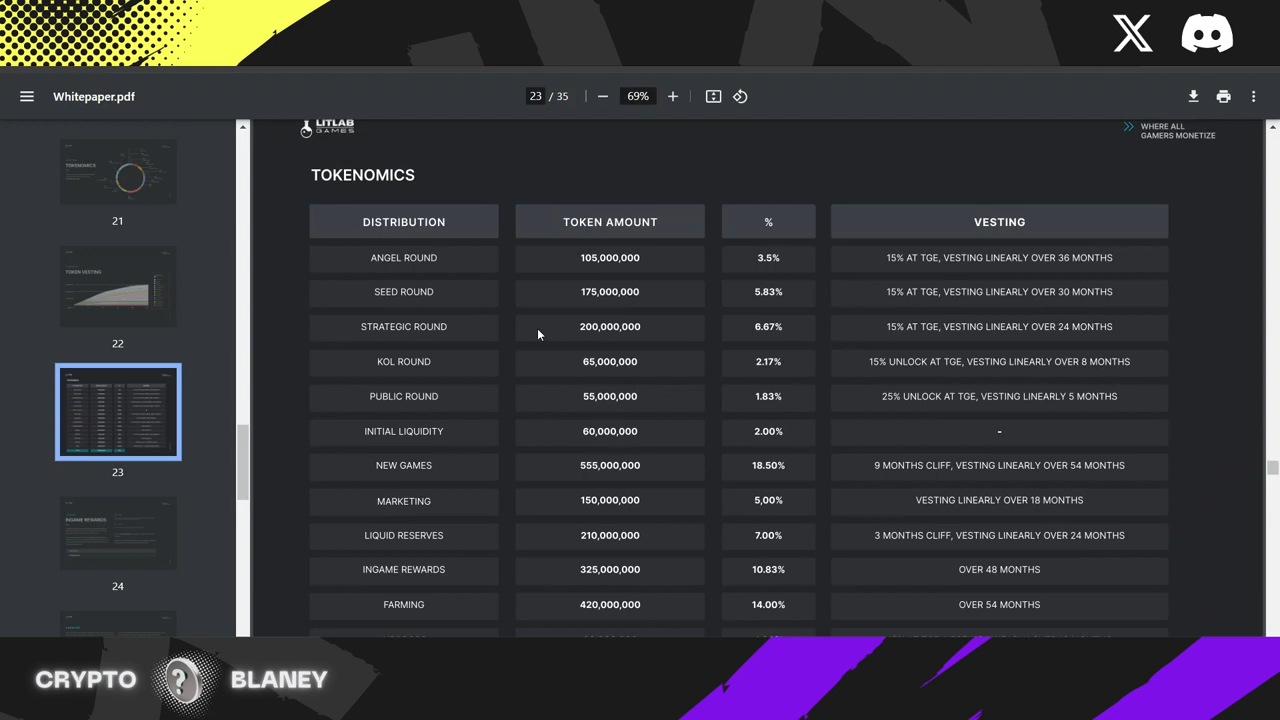 Whitepaper.pdf
23 / 35
69%
LITLAB
GAMES
WHERE ALL
GAMERS MONETIZE
TOKENOMICS
DISTRIBUTION TOKEN AMOUNT % VESTING
ANGEL ROUND 105,000,000 3.5% 15% AT TGE, VESTING LINEARLY OVER 36 MONTHS
SEED ROUND 175,000,000 5.83% 15% AT TGE, VESTING LINEARLY OVER 30 MONTHS
STRATEGIC ROUND 200,000,000 6.67% 15% AT TGE, VESTING LINEARLY OVER 24 MONTHS
KOL ROUND 65,000,000 2.17% 15% UNLOCK AT TGE, VESTING LINEARLY OVER 8 MONTHS
PUBLIC ROUND 55,000,000 1.83% 25% UNLOCK AT TGE, VESTING LINEARLY 5 MONTHS
INITIAL LIQUIDITY 60,000,000 2.00% -
NEW GAMES 555,000,000 18.50% 9 MONTHS CLIFF, VESTING LINEARLY OVER 54 MONTHS
MARKETING 150,000,000 5,00% VESTING LINEARLY OVER 18 MONTHS
LIQUID RESERVES 210,000,000 7.00% 3 MONTHS CLIFF, VESTING LINEARLY OVER 24 MONTHS
INGAME REWARDS 325,000,000 10.83% OVER 48 MONTHS
FARMING 420,000,000 14.00% OVER 54 MONTHS
TOKENOMICS
21
TOKEN VESTING
22
23
INGAME REWARDS
24
CRYPTO ? BLANEY